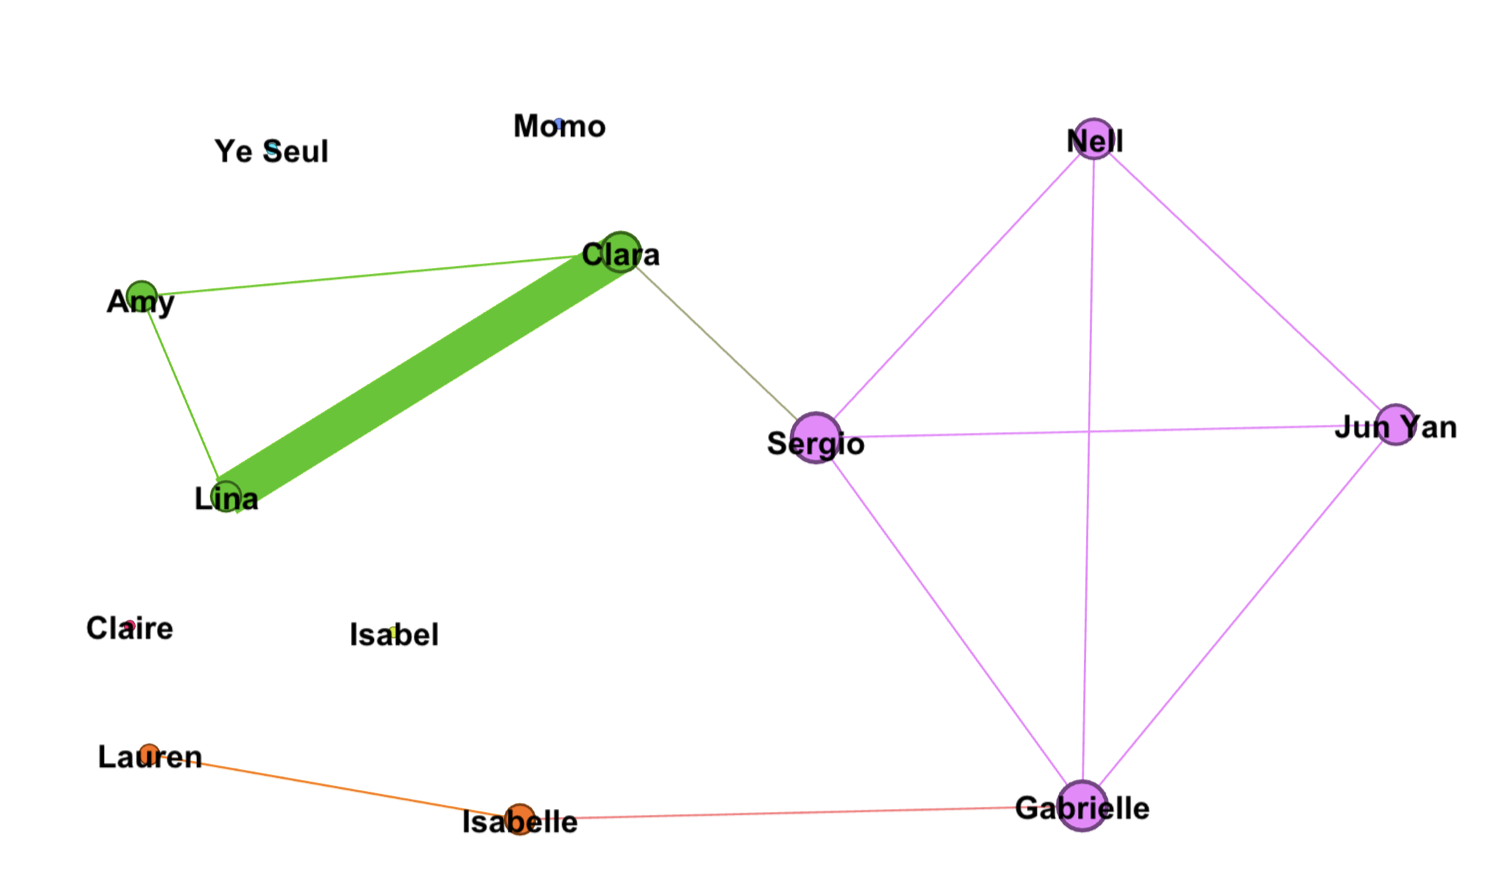 Momo
Ye Seul
Nell
Clara
Amy
Jun Yan
Sergio
Lina
Claire
Isabel
Lauren
Gabrielle
Isabelle